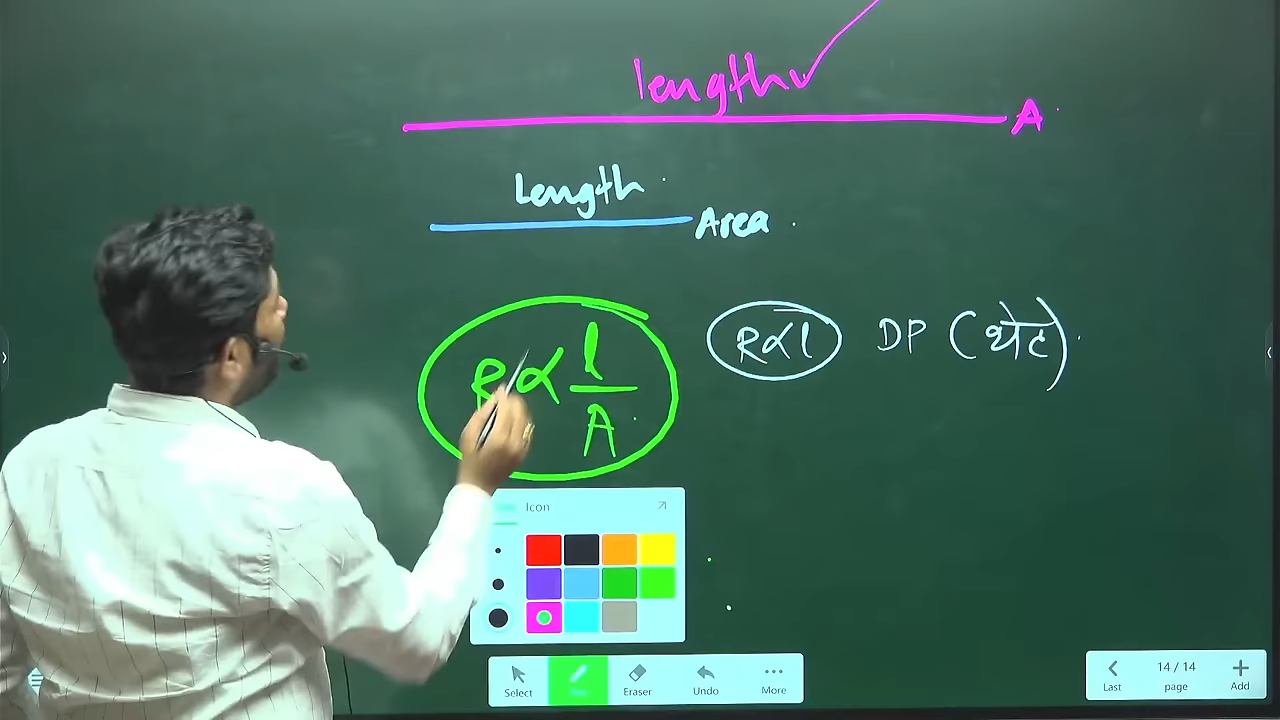 length
A
Length
Area
R∝l/A
R∝l DP (थेट)
Icon
Select
Eraser
Undo
More
Last
14 / 14
page
Add